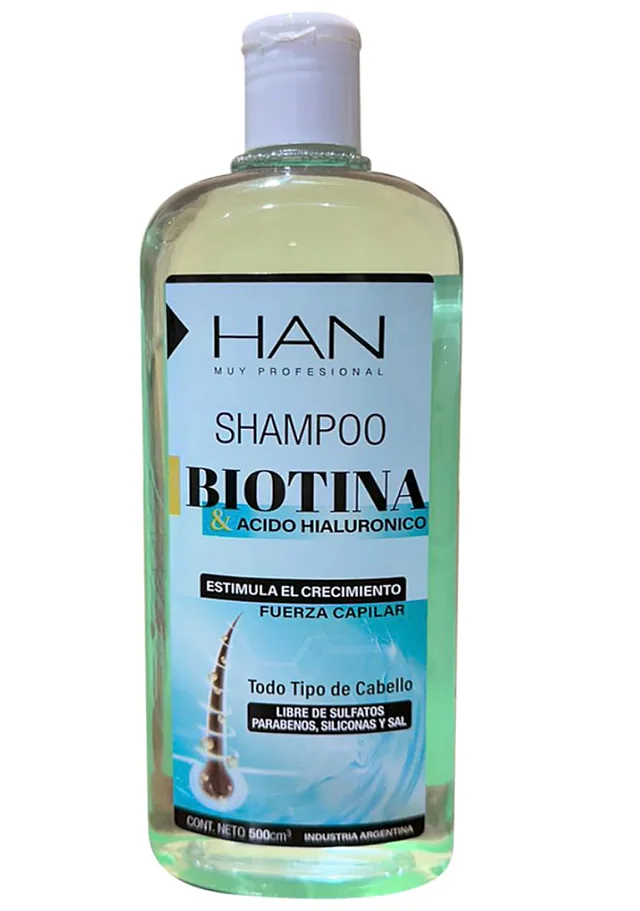 HAN
MUY PROFESIONAL
SHAMPOO
BIOTINA
& ACIDO HIALURONICO
ESTIMULA EL CRECIMIENTO
FUERZA CAPILAR
Todo Tipo de Cabello
LIBRE DE SULFATOS
PARABENOS, SILICONAS Y SAL
CONT. NETO 500cm³ INDUSTRIA ARGENTINA